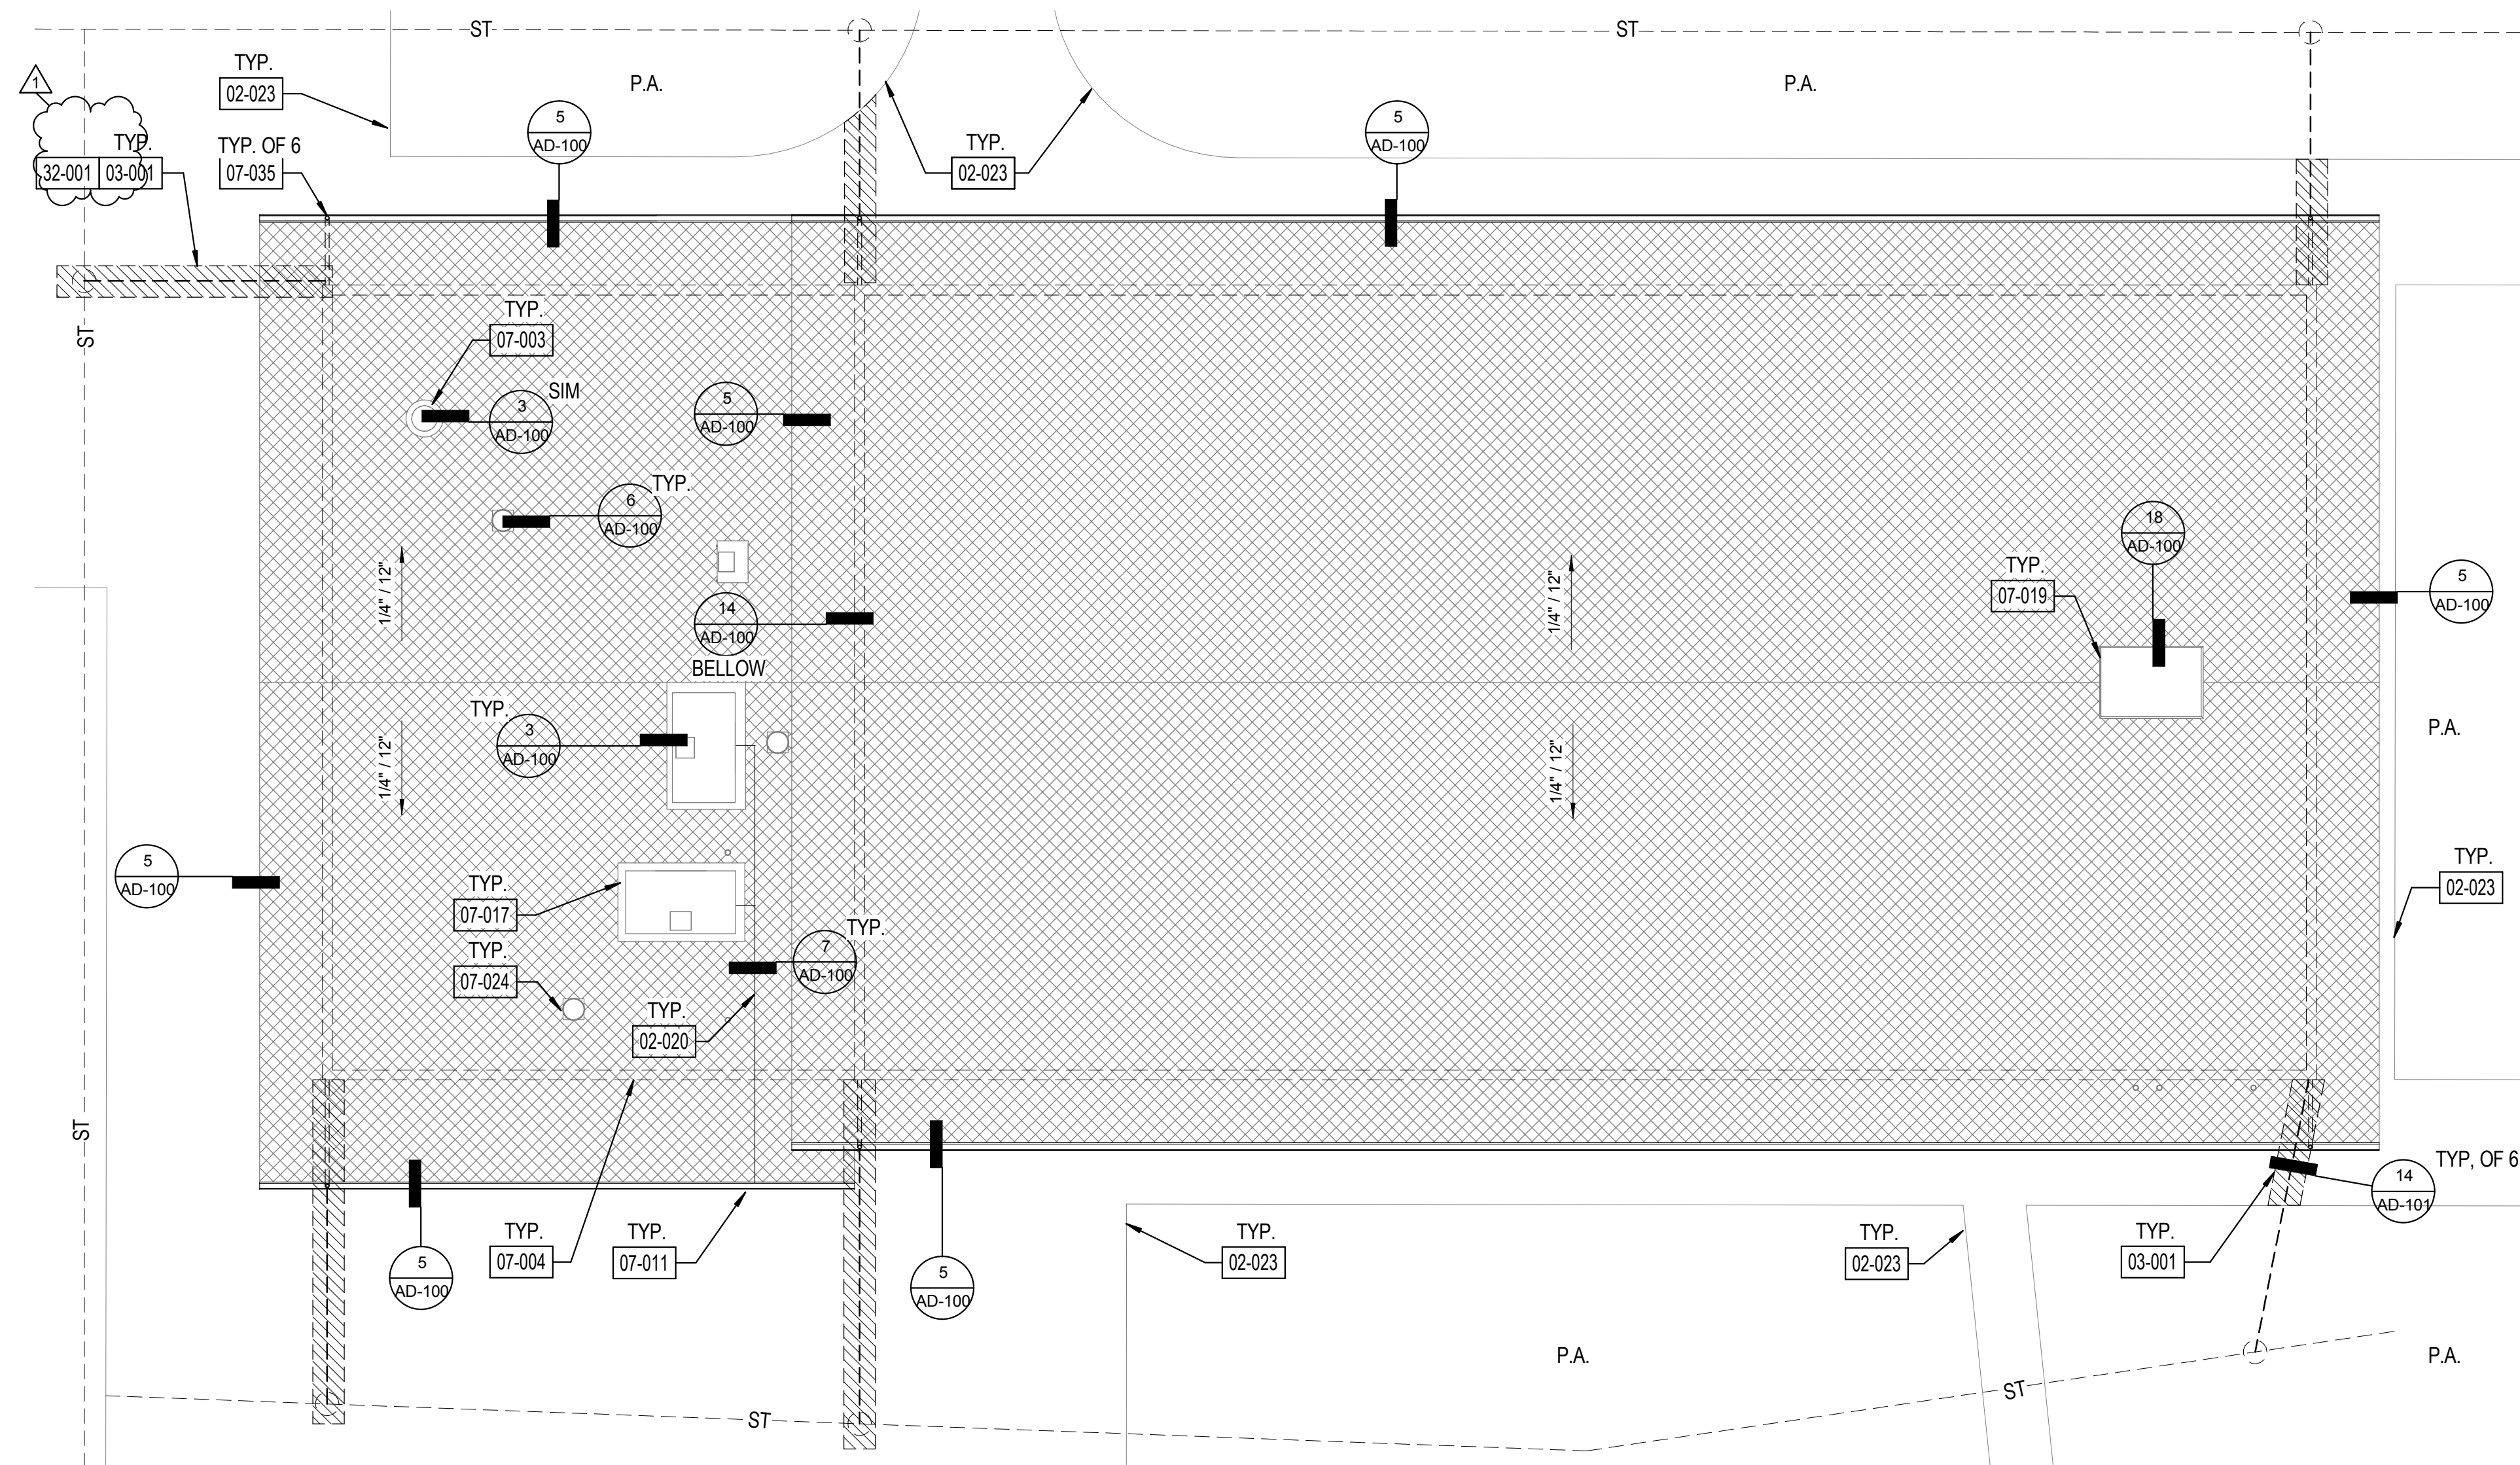 ST
ST
TYP.
02-023
P.A.
P.A.
1
TYP.
32-001 03-001
TYP. OF 6
07-035
5
AD-100
TYP.
02-023
5
AD-100
ST
TYP.
07-003
SIM
3
AD-100
5
AD-100
TYP.
6
AD-100
18
AD-100
1/4" / 12"
1/4" / 12"
TYP.
07-019
5
AD-100
14
AD-100
BELLOW
TYP.
3
AD-100
P.A.
1/4" / 12"
1/4" / 12"
5
AD-100
TYP.
02-023
TYP.
07-017
TYP.
7
AD-100
TYP.
07-024
TYP.
02-020
ST
TYP, OF 6
14
AD-101
5
AD-100
TYP.
07-004
TYP.
07-011
5
AD-100
TYP.
02-023
TYP.
02-023
TYP.
03-001
P.A.
P.A.
ST
ST